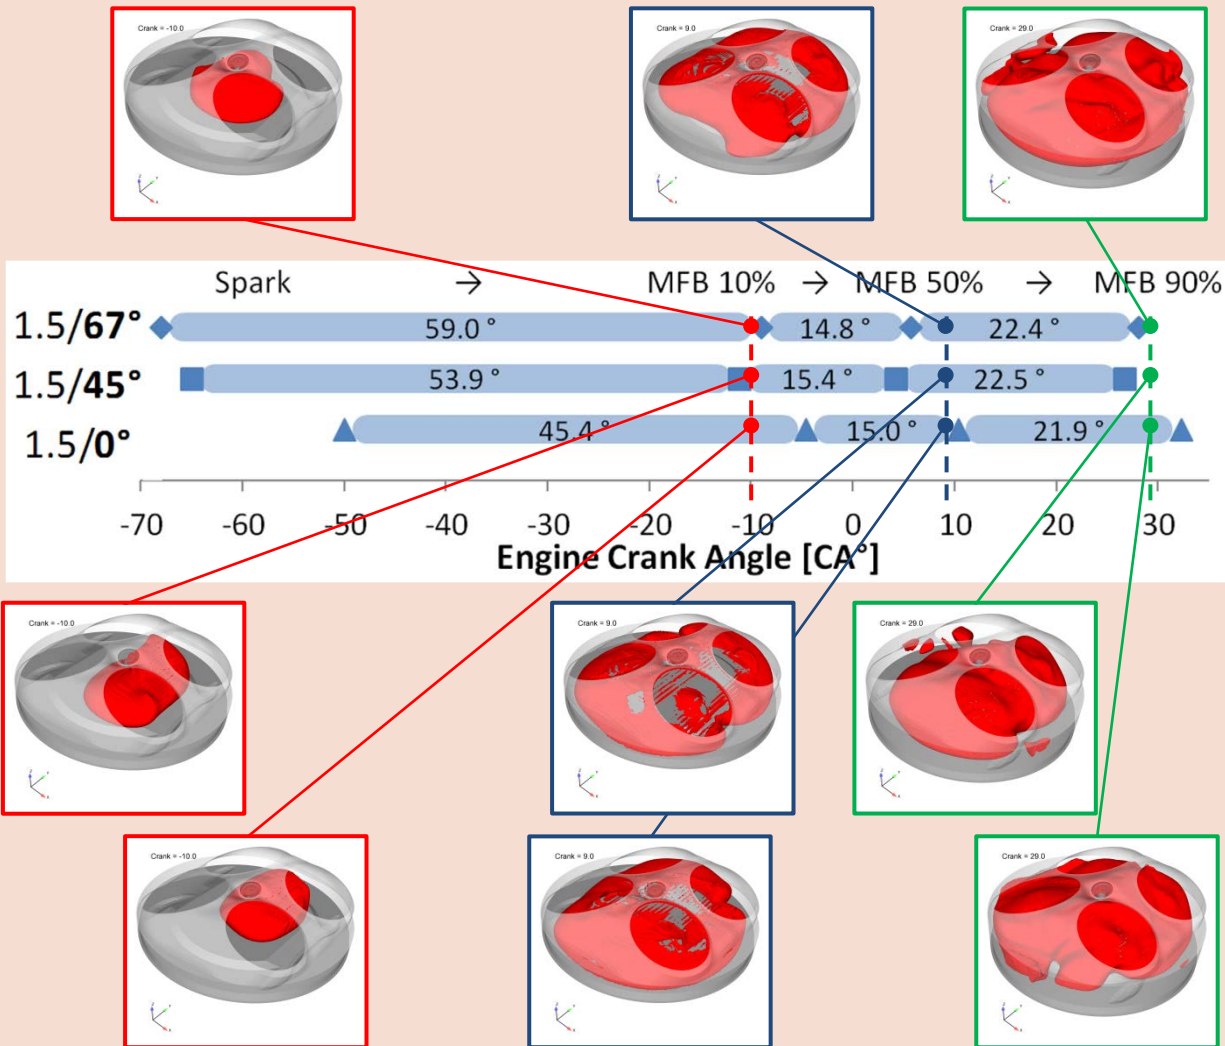 Crank = -10.0
Crank = 9.0
Crank = 29.0
Spark → MFB 10% → MFB 50% → MFB 90%
1.5/67° 59.0 ° 14.8 ° 22.4 °
1.5/45° 53.9 ° 15.4 ° 22.5 °
1.5/0° 45.4 ° 15.0 ° 21.9 °
-70 -60 -50 -40 -30 -20 -10 0 10 20 30
Engine Crank Angle [CA°]
Crank = -10.0
Crank = 9.0
Crank = 29.0
Crank = -10.0
Crank = 9.0
Crank = 29.0